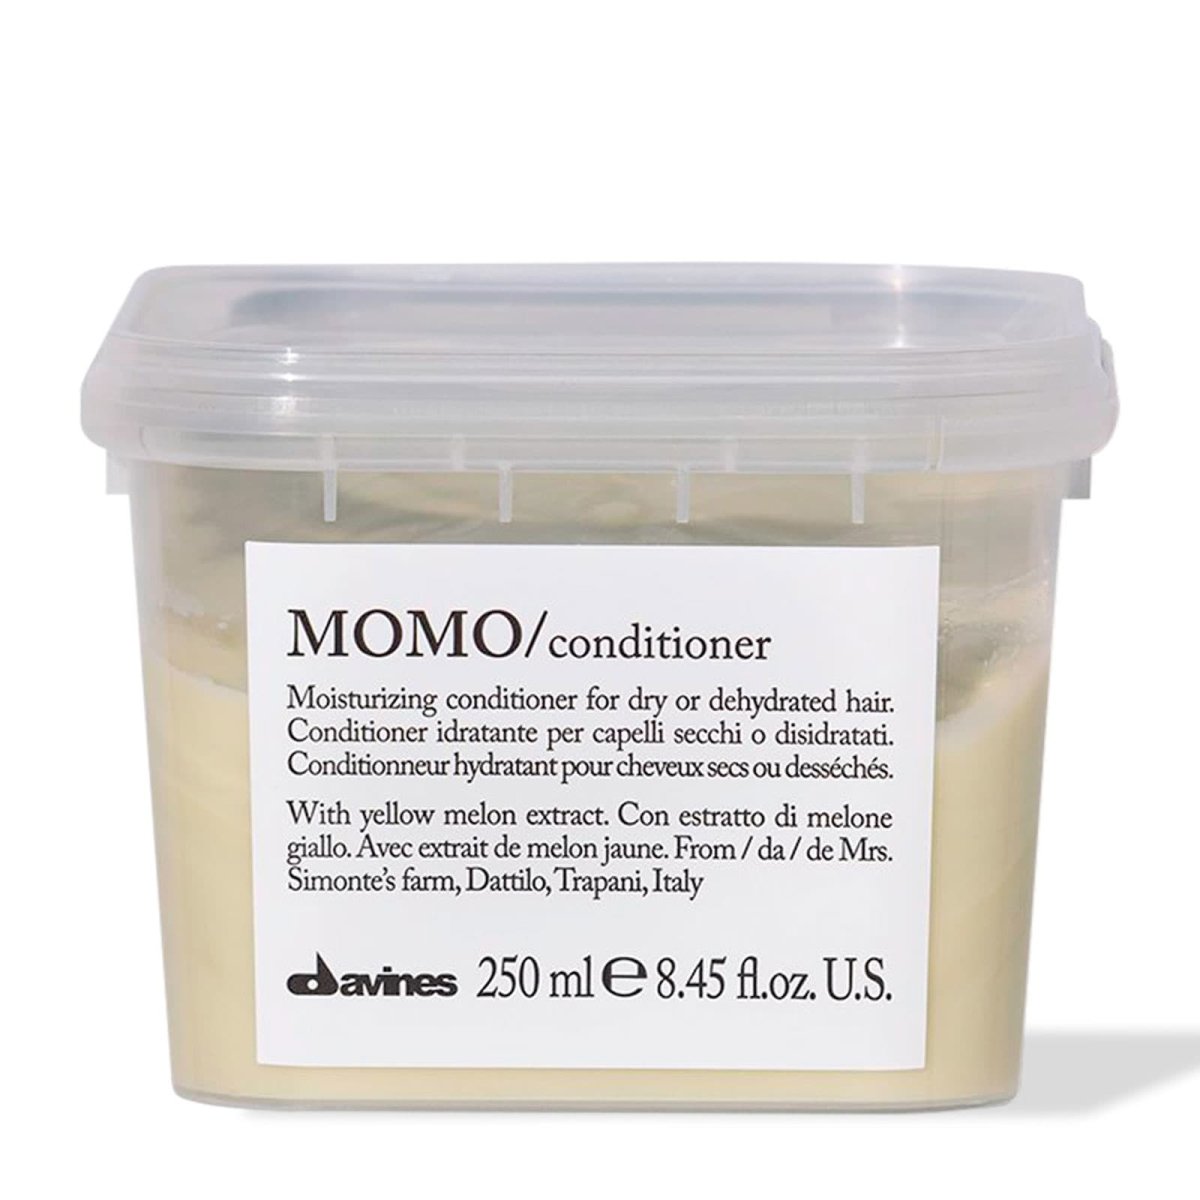 MOMO/conditioner
Moisturizing conditioner for dry or dehydrated hair.
Conditioner idratante per capelli secchi o disidratati.
Conditionneur hydratant pour cheveux secs ou desséchés.
With yellow melon extract. Con estratto di melone
giallo. Avec extrait de melon jaune. From / da / de Mrs.
Simonte's farm, Dattilo, Trapani, Italy
davines 250 ml ℮ 8.45 fl.oz. U.S.